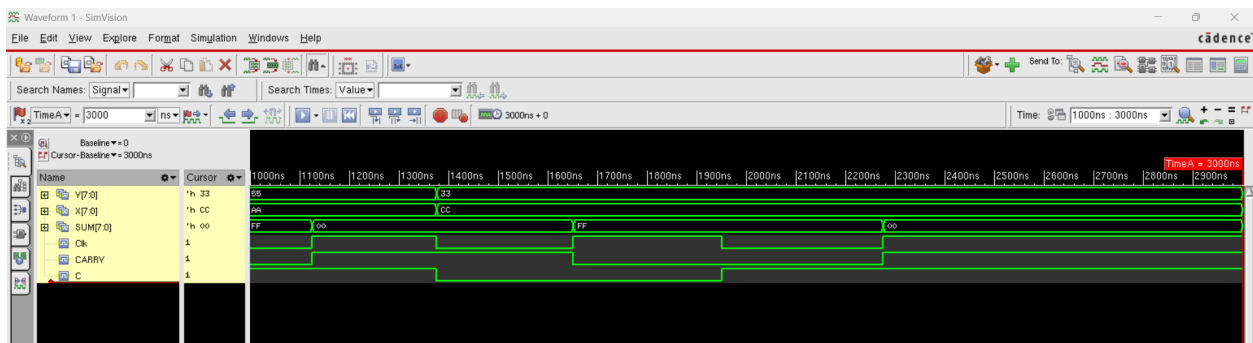 Waveform 1 - SimVision
File Edit View Explore Format Simulation Windows Help
cādence
Send To:
Search Names: Signal
Search Times: Value
TimeA = 3000 ns
3000ns + 0
Time: 1000ns : 3000ns
Baseline = 0
Cursor-Baseline = 3000ns
TimeA = 3000ns
Name Cursor 1000ns 1100ns 1200ns 1300ns 1400ns 1500ns 1600ns 1700ns 1800ns 1900ns 2000ns 2100ns 2200ns 2300ns 2400ns 2500ns 2600ns 2700ns 2800ns 2900ns
Y[7:0] 'h 33 55 33
X[7:0] 'h CC AA CC
SUM[7:0] 'h 00 FF 00 FF 00
Clk 1
CARRY 1
C 1